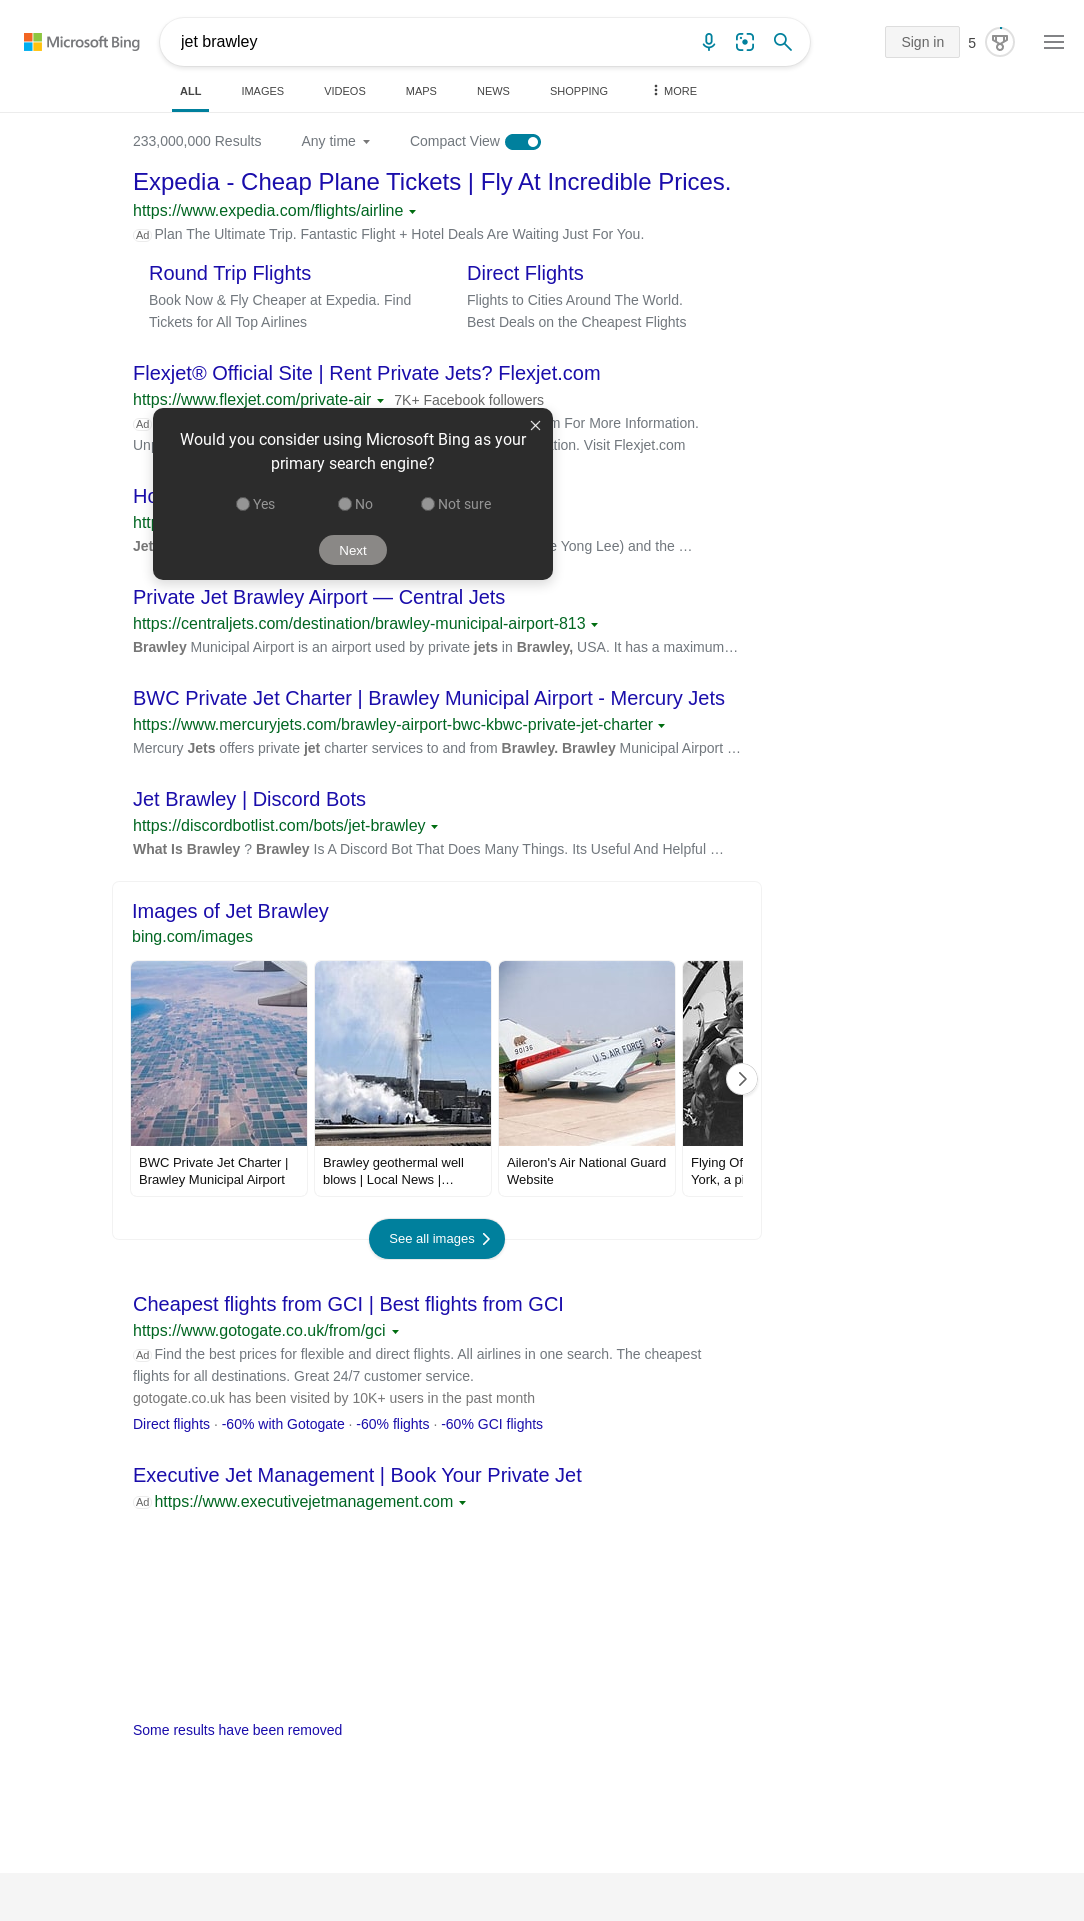 Microsoft Bing
jet brawley
Sign in
5
ALL
IMAGES
VIDEOS
MAPS
NEWS
SHOPPING
MORE
233,000,000 Results
Any time
Compact View
Expedia - Cheap Plane Tickets | Fly At Incredible Prices.
https://www.expedia.com/flights/airline
Ad Plan The Ultimate Trip. Fantastic Flight + Hotel Deals Are Waiting Just For You.
Round Trip Flights
Book Now & Fly Cheaper at Expedia. Find
Tickets for All Top Airlines
Direct Flights
Flights to Cities Around The World.
Best Deals on the Cheapest Flights
Flexjet® Official Site | Rent Private Jets? Flexjet.com
https://www.flexjet.com/private-air 7K+ Facebook followers
Ad For More Information.
Visit Flexjet.com
Would you consider using Microsoft Bing as your
primary search engine?
Yes
No
Not sure
Next
Jet Yong Lee) and the …
Private Jet Brawley Airport — Central Jets
https://centraljets.com/destination/brawley-municipal-airport-813
Brawley Municipal Airport is an airport used by private jets in Brawley, USA. It has a maximum…
BWC Private Jet Charter | Brawley Municipal Airport - Mercury Jets
https://www.mercuryjets.com/brawley-airport-bwc-kbwc-private-jet-charter
Mercury Jets offers private jet charter services to and from Brawley. Brawley Municipal Airport …
Jet Brawley | Discord Bots
https://discordbotlist.com/bots/jet-brawley
What Is Brawley ? Brawley Is A Discord Bot That Does Many Things. Its Useful And Helpful …
Images of Jet Brawley
bing.com/images
90136
CALIFORNIA
U.S. AIR FORCE
USAF
BWC Private Jet Charter |
Brawley Municipal Airport
Brawley geothermal well
blows | Local News |…
Aileron's Air National Guard
Website
Flying Of
York, a pi
See all images
Cheapest flights from GCI | Best flights from GCI
https://www.gotogate.co.uk/from/gci
Ad Find the best prices for flexible and direct flights. All airlines in one search. The cheapest
flights for all destinations. Great 24/7 customer service.
gotogate.co.uk has been visited by 10K+ users in the past month
Direct flights · -60% with Gotogate · -60% flights · -60% GCI flights
Executive Jet Management | Book Your Private Jet
Ad https://www.executivejetmanagement.com
Some results have been removed